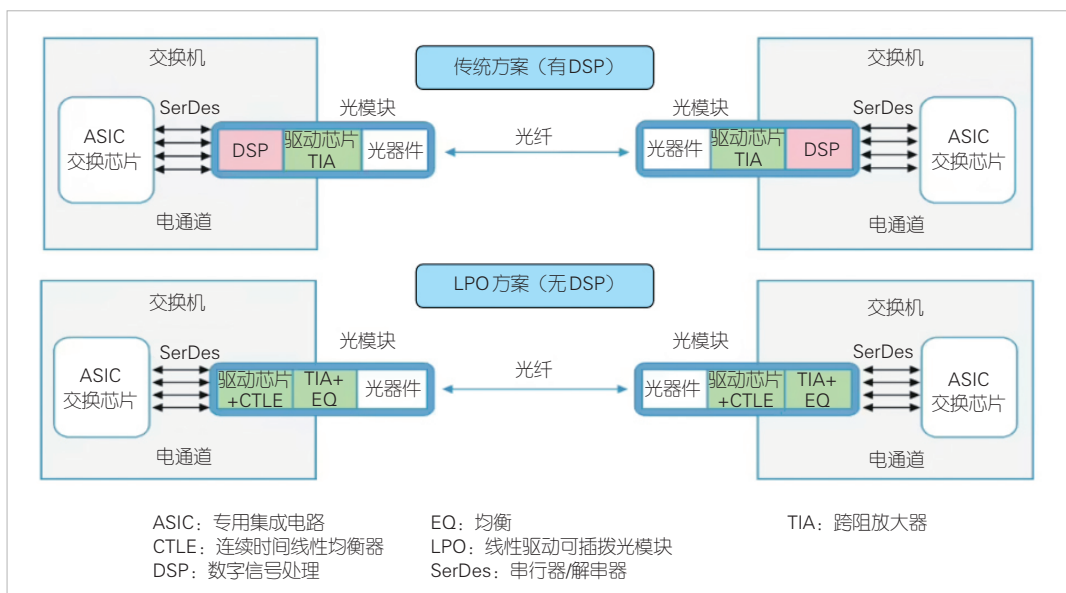 交换机
传统方案（有DSP）
交换机
SerDes
光模块
光模块
SerDes
ASIC
交换芯片
DSP
驱动芯片
TIA
光器件
光纤
光器件
驱动芯片
TIA
DSP
ASIC
交换芯片
电通道
电通道
LPO方案（无DSP）
交换机
交换机
SerDes
光模块
光模块
SerDes
ASIC
交换芯片
驱动芯片
+CTLE
TIA+
EQ
光器件
光纤
光器件
驱动芯片
+CTLE
TIA+
EQ
ASIC
交换芯片
电通道
电通道
ASIC：专用集成电路
CTLE：连续时间线性均衡器
DSP：数字信号处理
EQ：均衡
LPO：线性驱动可插拨光模块
SerDes：串行器/解串器
TIA：跨阻放大器